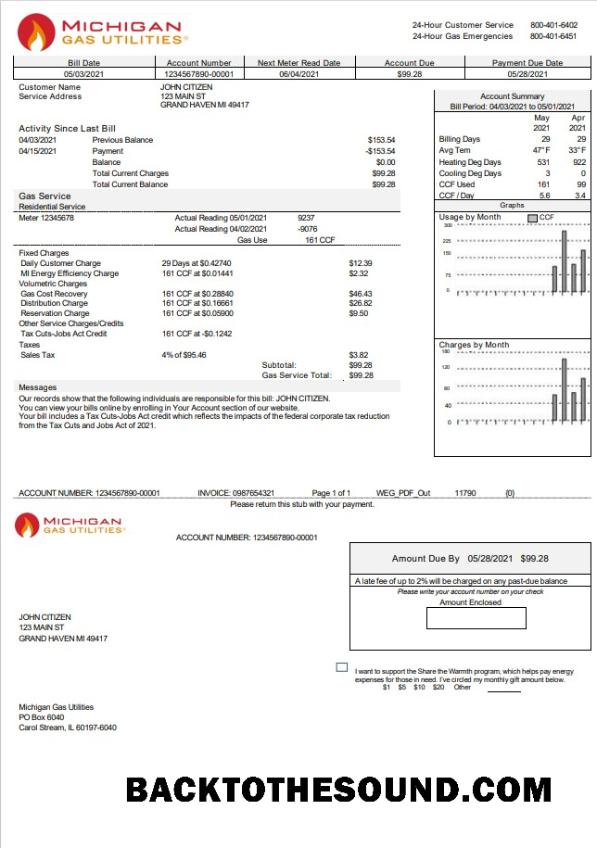 MICHIGAN
GAS UTILITIES®
24-Hour Customer Service 800-401-6402
24-Hour Gas Emergencies 800-401-6451
Bill Date Account Number Next Meter Read Date Account Due Payment Due Date
05/03/2021 1234567890-00001 06/04/2021 $99.28 05/28/2021
Customer Name JOHN CITIZEN
Service Address 123 MAIN ST
GRAND HAVEN MI 49417
Activity Since Last Bill
04/03/2021 Previous Balance $153.54
04/15/2021 Payment -$153.54
Balance $0.00
Total Current Charges $99.28
Total Current Balance $99.28
Gas Service
Residential Service
Meter 12345678 Actual Reading 05/01/2021 9237
Actual Reading 04/02/2021 -9076
Gas Use 161 CCF
Fixed Charges
Daily Customer Charge 29 Days at $0.42740 $12.39
MI Energy Efficiency Charge 161 CCF at $0.01441 $2.32
Volumetric Charges
Gas Cost Recovery 161 CCF at $0.28840 $46.43
Distribution Charge 161 CCF at $0.16661 $26.82
Reservation Charge 161 CCF at $0.05900 $9.50
Other Service Charges/Credits
Tax Cuts-Jobs Act Credit 161 CCF at -$0.1242
Taxes
Sales Tax 4% of $95.46 $3.82
Subtotal: $99.28
Gas Service Total: $99.28
Messages
Our records show that the following individuals are responsible for this bill: JOHN CITIZEN.
You can view your bills online by enrolling in Your Account section of our website.
Your bill includes a Tax Cuts-Jobs Act credit which reflects the impacts of the federal corporate tax reduction
from the Tax Cuts and Jobs Act of 2021.
Account Summary
Bill Period: 04/03/2021 to 05/01/2021
May Apr
2021 2021
Billing Days 29 29
Avg Tem 47°F 33°F
Heating Deg Days 531 922
Cooling Deg Days 3 0
CCF Used 161 99
CCF / Day 5.6 3.4
Graphs
Usage by Month CCF
300
225
150
75
0
Charges by Month
160
120
80
40
0
ACCOUNT NUMBER: 1234567890-00001 INVOICE: 0987654321 Page 1 of 1 WEG_PDF_Out 11790 {0}
Please return this stub with your payment.
MICHIGAN
GAS UTILITIES®
ACCOUNT NUMBER: 1234567890-00001
Amount Due By 05/28/2021 $99.28
A late fee of up to 2% will be charged on any past-due balance
Please write your account number on your check
Amount Enclosed
JOHN CITIZEN
123 MAIN ST
GRAND HAVEN MI 49417
I want to support the Share the Warmth program, which helps pay energy
expenses for those in need. I've circled my monthly gift amount below.
$1 $5 $10 $20 Other
Michigan Gas Utilities
PO Box 6040
Carol Stream, IL 60197-6040
BACKTOTHESOUND.COM